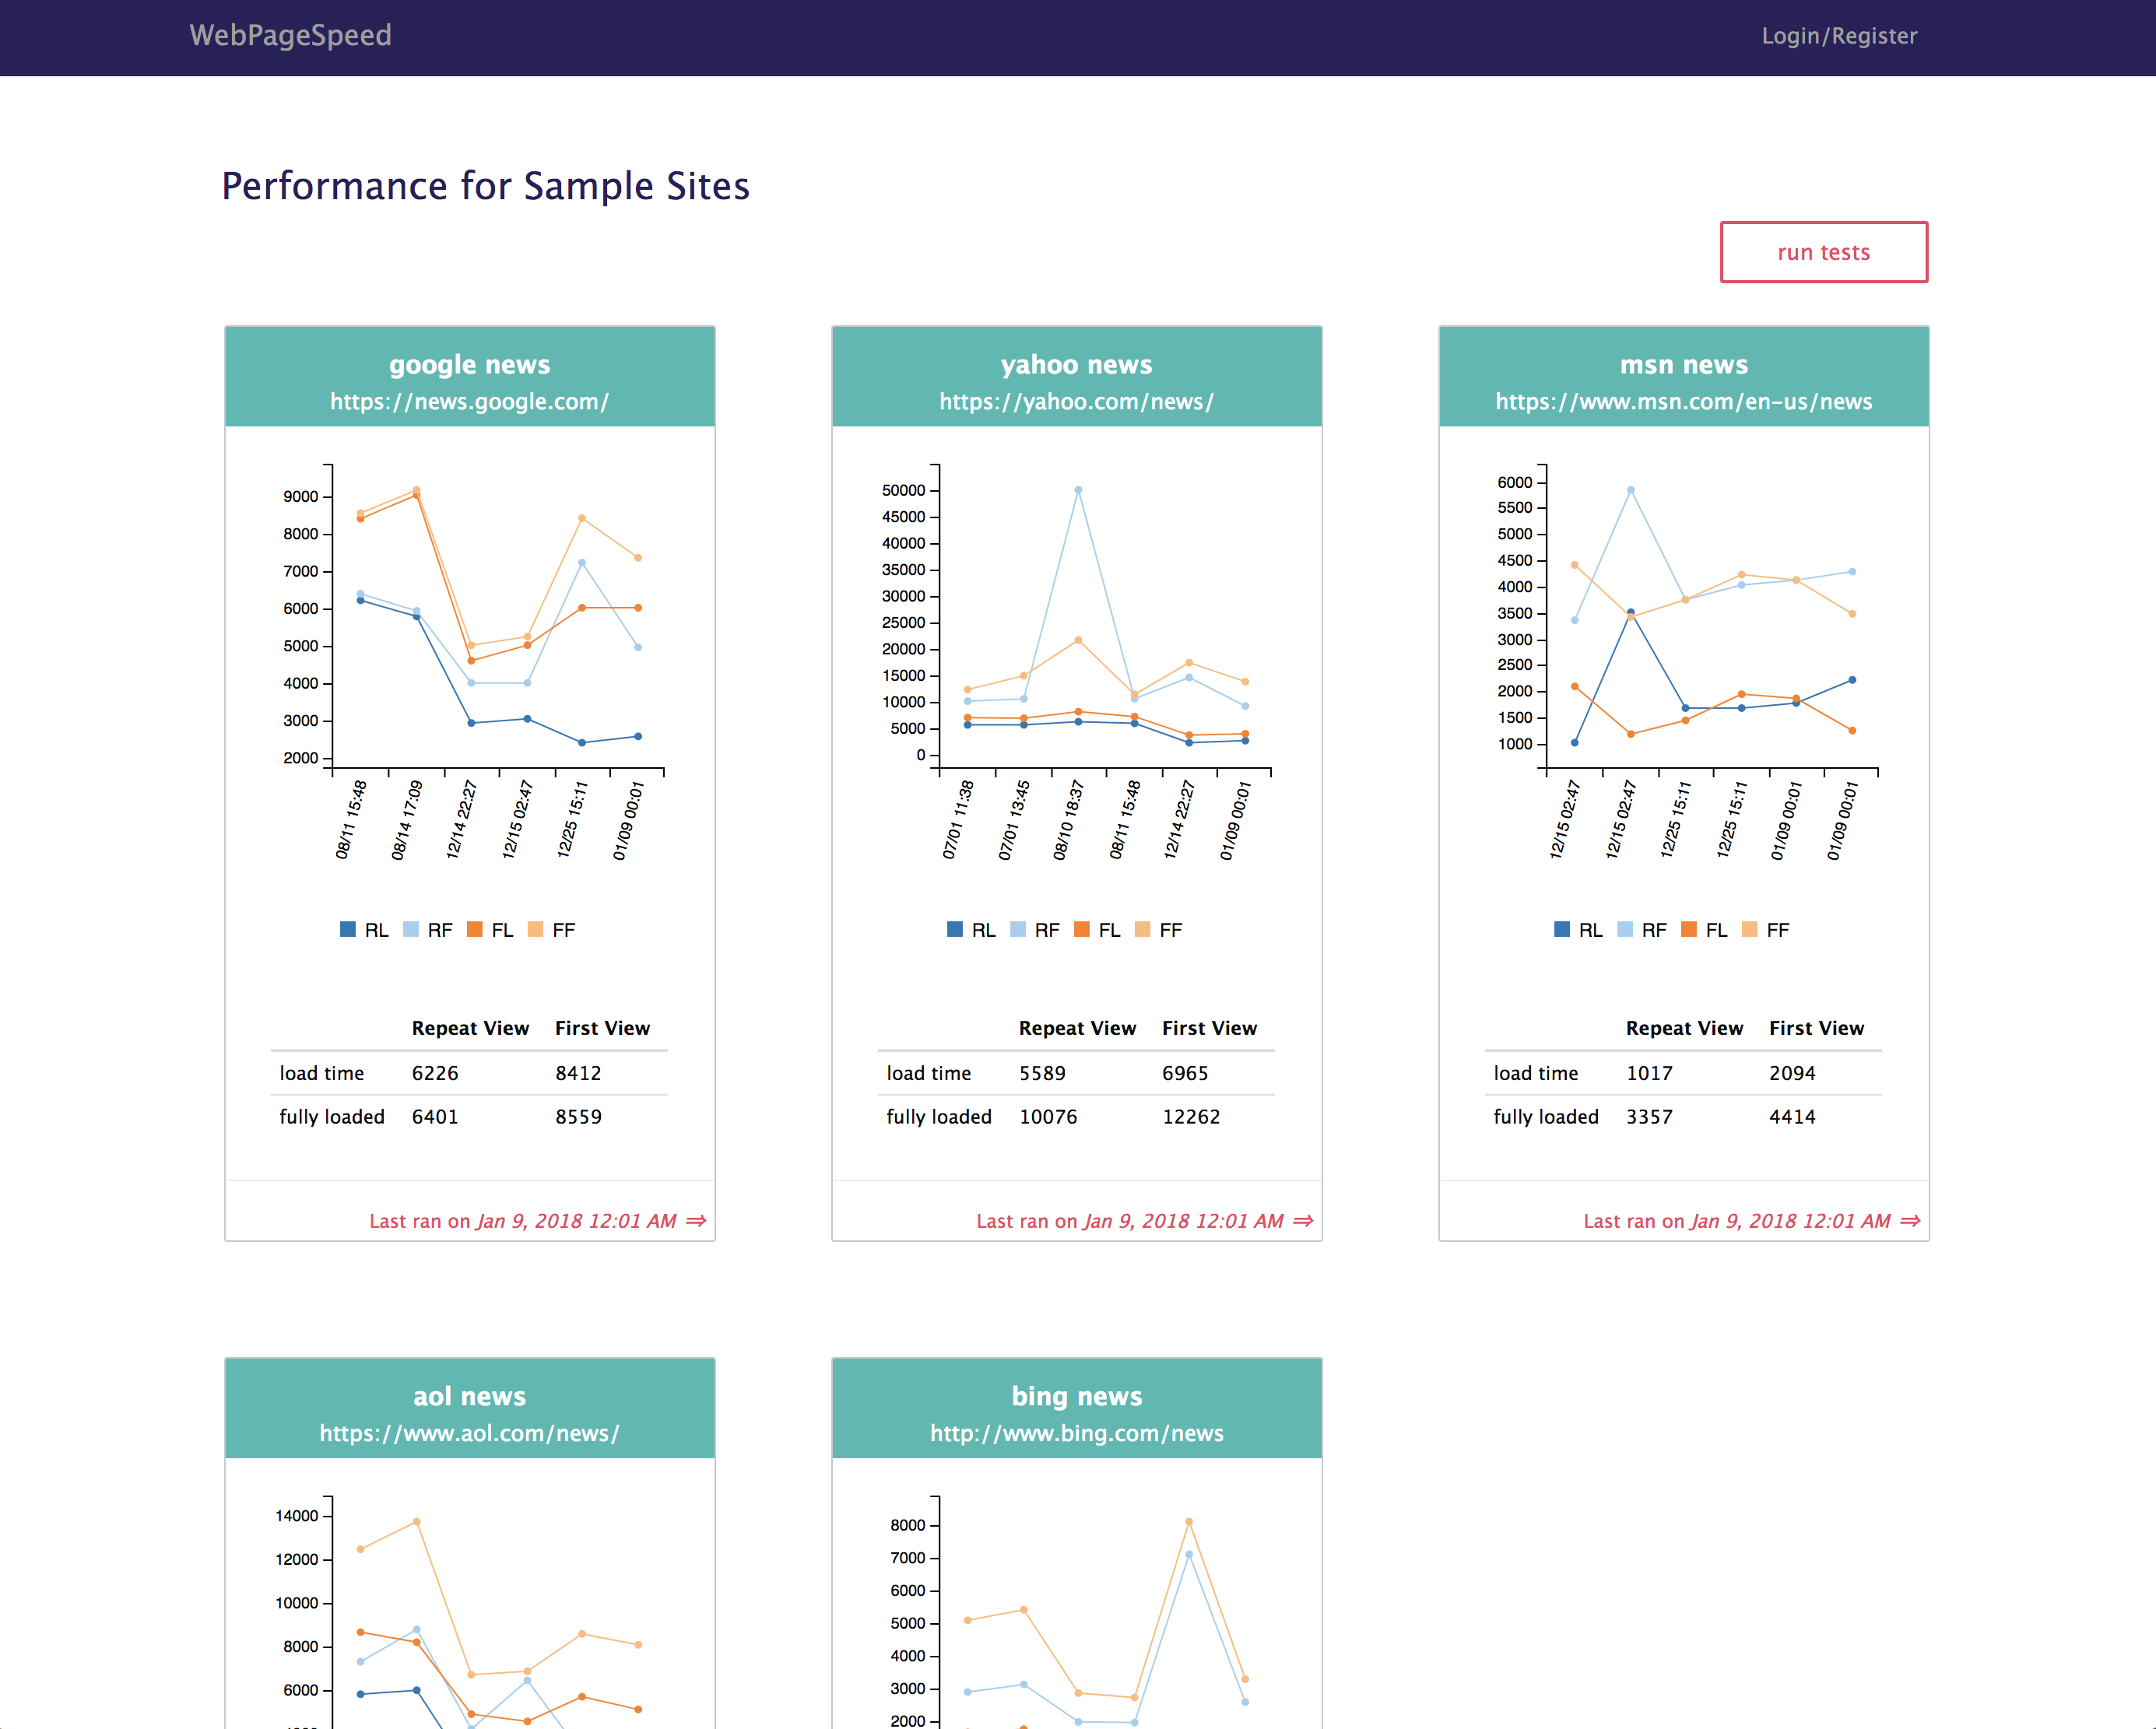 WebPageSpeed
Login/Register
Performance for Sample Sites
run tests
google news
https://news.google.com/
9000
8000
7000
6000
5000
4000
3000
2000
08/11 15:48
08/14 17:09
12/14 22:27
12/15 02:47
12/25 15:11
01/09 00:01
RL RF FL FF
Repeat View First View
load time 6226 8412
fully loaded 6401 8559
Last ran on Jan 9, 2018 12:01 AM ⇒
yahoo news
https://yahoo.com/news/
50000
45000
40000
35000
30000
25000
20000
15000
10000
5000
0
07/01 11:38
07/01 13:45
08/10 18:37
08/11 15:48
12/14 22:27
01/09 00:01
RL RF FL FF
Repeat View First View
load time 5589 6965
fully loaded 10076 12262
Last ran on Jan 9, 2018 12:01 AM ⇒
msn news
https://www.msn.com/en-us/news
6000
5500
5000
4500
4000
3500
3000
2500
2000
1500
1000
12/15 02:47
12/15 02:47
12/25 15:11
12/25 15:11
01/09 00:01
01/09 00:01
RL RF FL FF
Repeat View First View
load time 1017 2094
fully loaded 3357 4414
Last ran on Jan 9, 2018 12:01 AM ⇒
aol news
https://www.aol.com/news/
14000
12000
10000
8000
6000
bing news
http://www.bing.com/news
8000
7000
6000
5000
4000
3000
2000